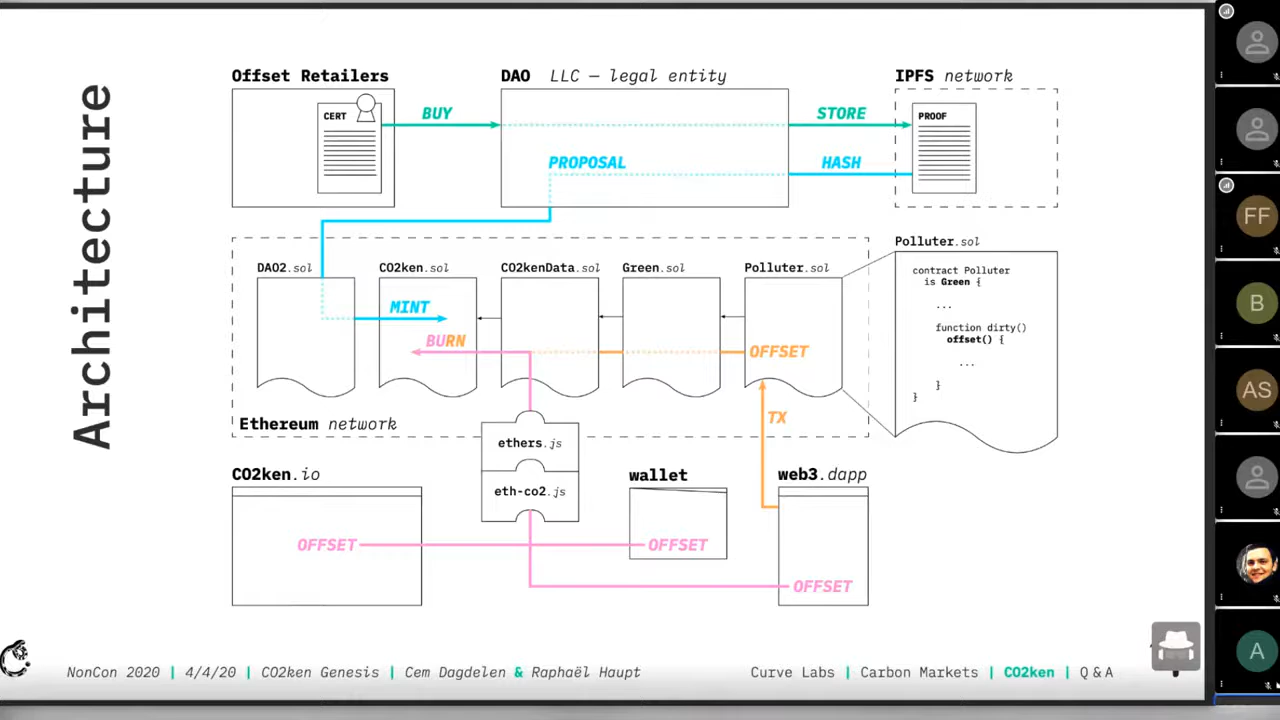 Architecture
Offset Retailers
DAO LLC — legal entity
IPFS network
CERT
BUY
STORE
PROOF
PROPOSAL
HASH
Polluter.sol
DAO2.sol
CO2ken.sol
CO2kenData.sol
Green.sol
Polluter.sol
contract Polluter
is Green {
...
function dirty()
offset() {
...
}
}
MINT
BURN
OFFSET
TX
Ethereum network
ethers.js
eth-co2.js
CO2ken.io
wallet
web3.dapp
OFFSET
OFFSET
OFFSET
NonCon 2020 | 4/4/20 | CO2ken Genesis | Cem Dagdelen & Raphaël Haupt
Curve Labs | Carbon Markets | CO2ken | Q & A
FF
B
AS
A